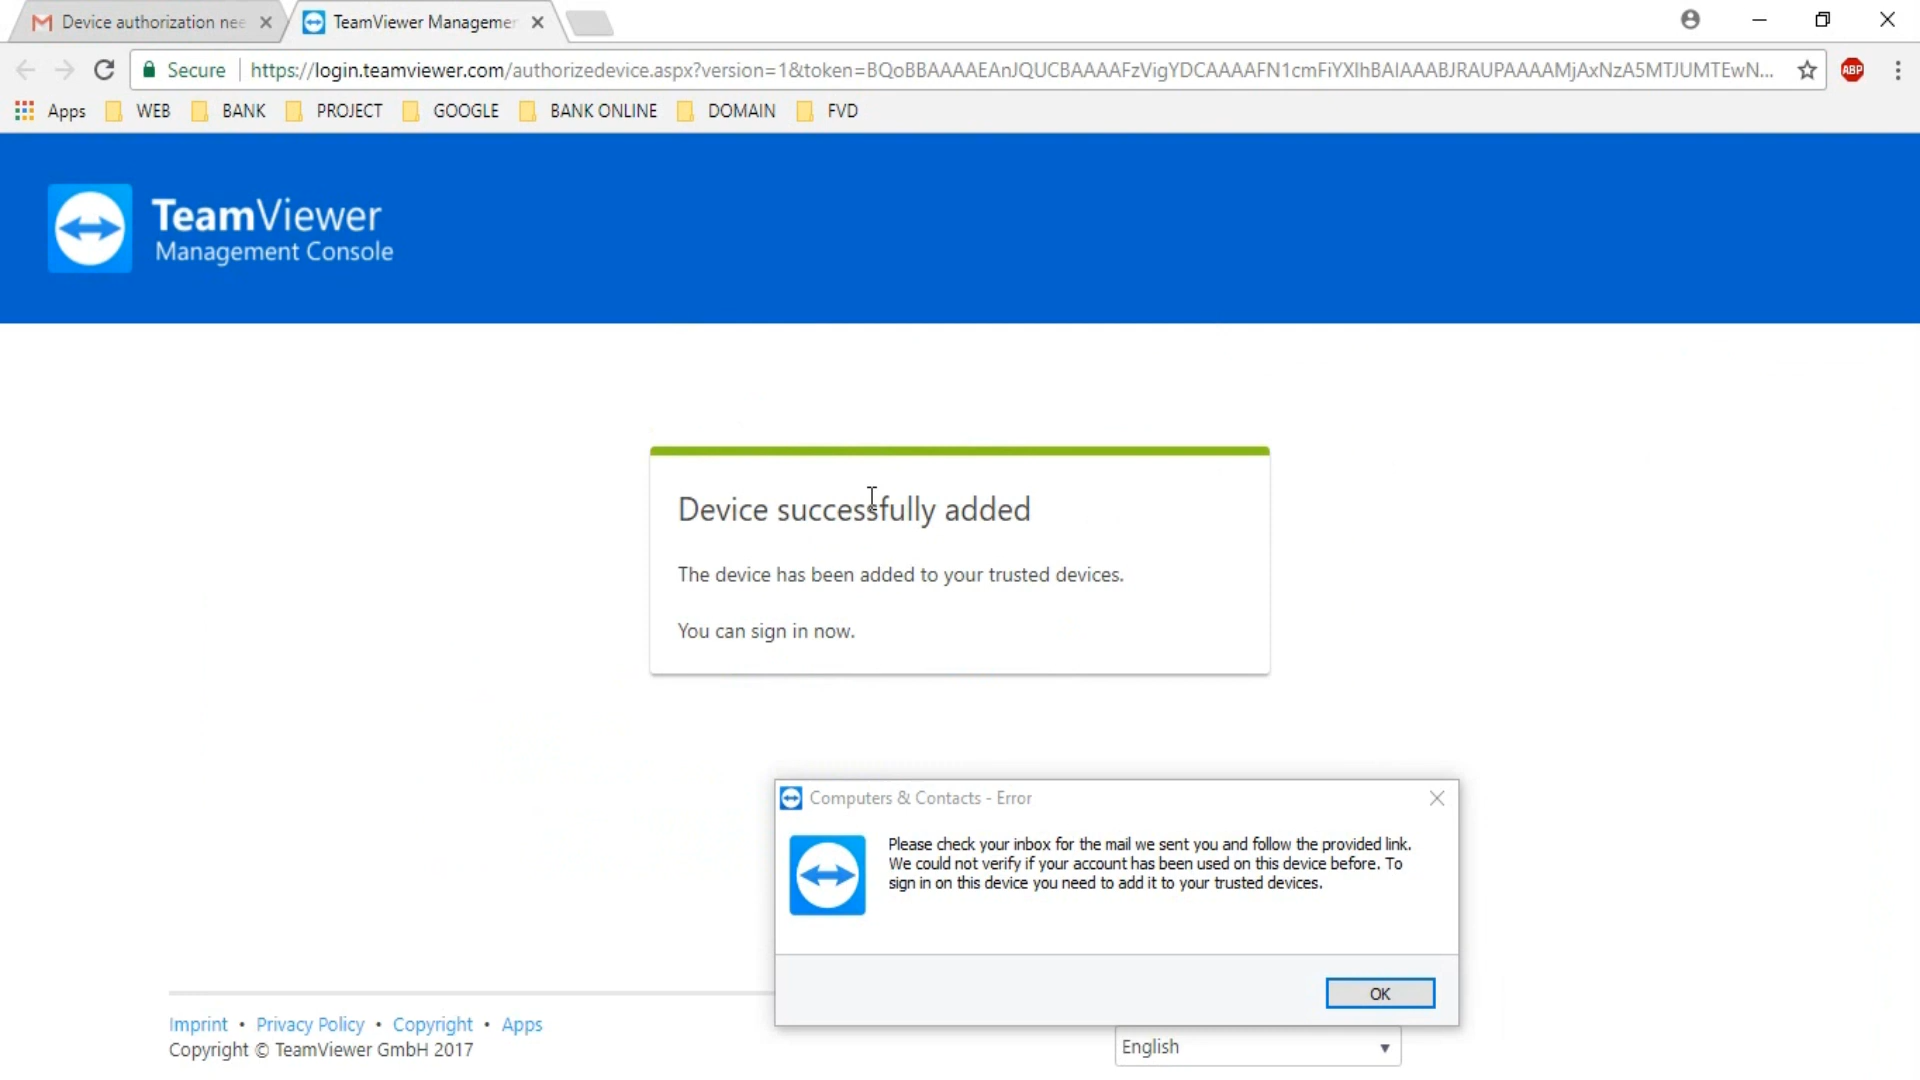 Device authorization nee
TeamViewer Managemen
Secure https://login.teamviewer.com/authorizedevice.aspx?version=1&token=BQoBBAAAAEAnJQUCBAAAAFzVigYDCAAAAFN1cmFiYXlhBAIAAABJRAUPAAAAMjAxNzA5MTJUMTEwN...
ABP
Apps WEB BANK PROJECT GOOGLE BANK ONLINE DOMAIN FVD
TeamViewer
Management Console
Device successfully added
The device has been added to your trusted devices.
You can sign in now.
Computers & Contacts - Error
Please check your inbox for the mail we sent you and follow the provided link.
We could not verify if your account has been used on this device before. To
sign in on this device you need to add it to your trusted devices.
OK
Imprint • Privacy Policy • Copyright • Apps
Copyright © TeamViewer GmbH 2017
English